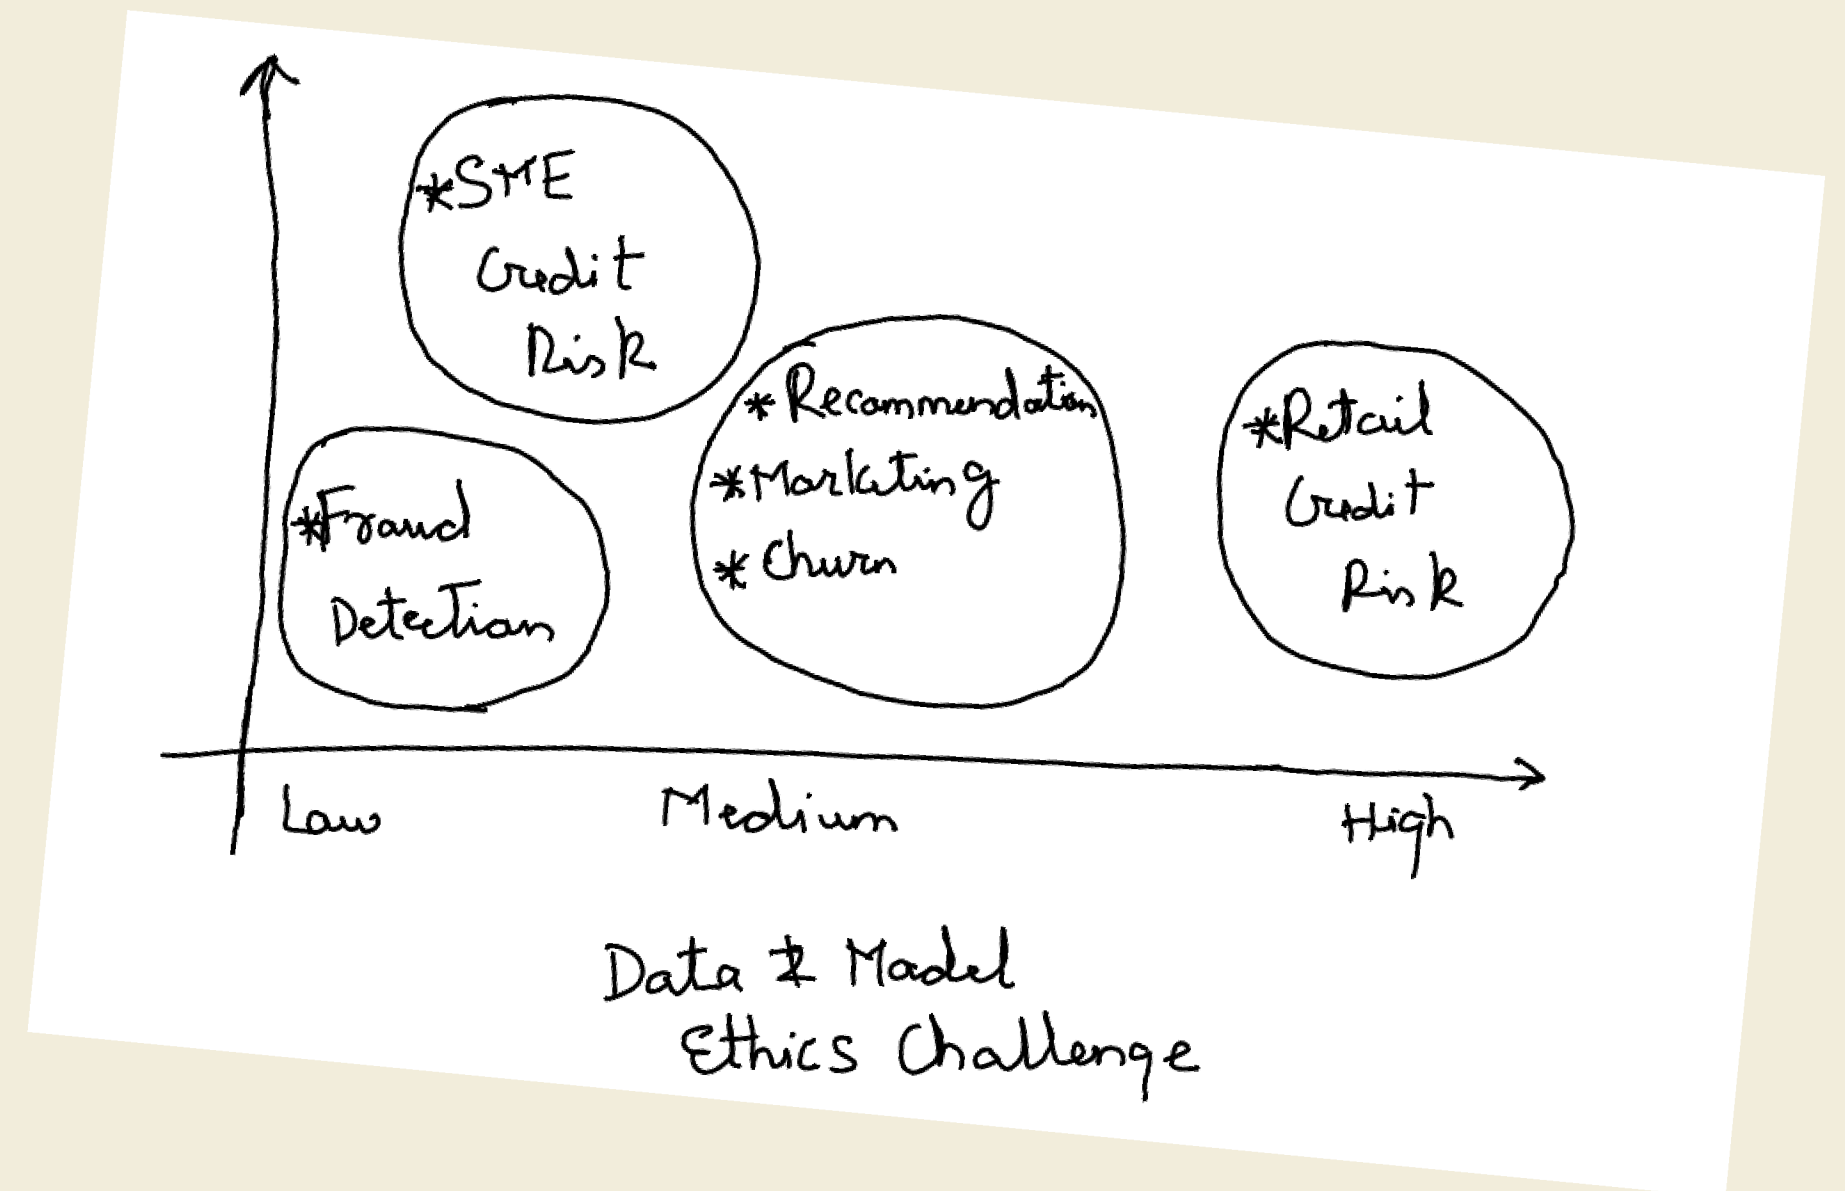 *SME
Credit
Risk
*Fraud
Detection
* Recommendation
*Marketing
* Churn
*Retail
Credit
Risk
Low
Medium
High
Data & Model
Ethics Challenge